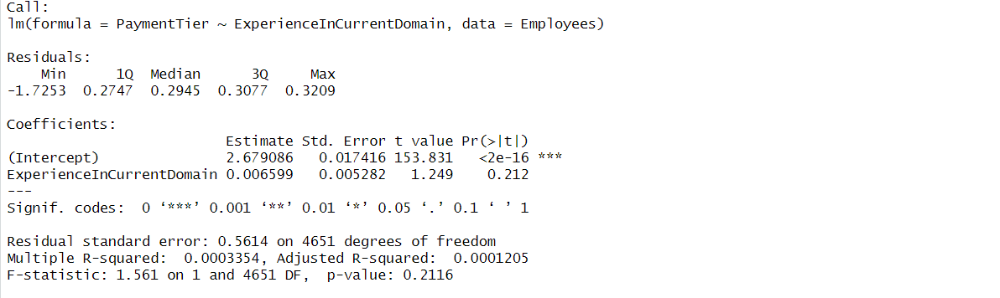 Call:
lm(formula = PaymentTier ~ ExperienceInCurrentDomain, data = Employees)
Residuals:
    Min      1Q  Median      3Q     Max
-1.7253  0.2747  0.2945  0.3077  0.3209
Coefficients:
                          Estimate Std. Error t value Pr(>|t|)
(Intercept)               2.679086   0.017416 153.831   <2e-16 ***
ExperienceInCurrentDomain 0.006599   0.005282   1.249    0.212
---
Signif. codes:  0 ‘***’ 0.001 ‘**’ 0.01 ‘*’ 0.05 ‘.’ 0.1 ‘ ’ 1
Residual standard error: 0.5614 on 4651 degrees of freedom
Multiple R-squared:  0.0003354, Adjusted R-squared:  0.0001205
F-statistic: 1.561 on 1 and 4651 DF,  p-value: 0.2116